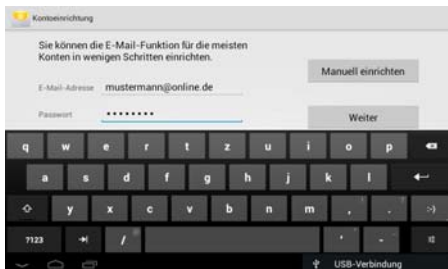 Kontoeinrichtung
Sie können die E-Mail-Funktion für die meisten
Konten in wenigen Schritten einrichten.
Manuell einrichten
E-Mail-Adresse mustermann@online.de
Passwort ••••••••
Weiter
q w e r t z u i o p
a s d f g h j k l
y x c v b n m , .  :-)
?123 / ' -
USB-Verbindung